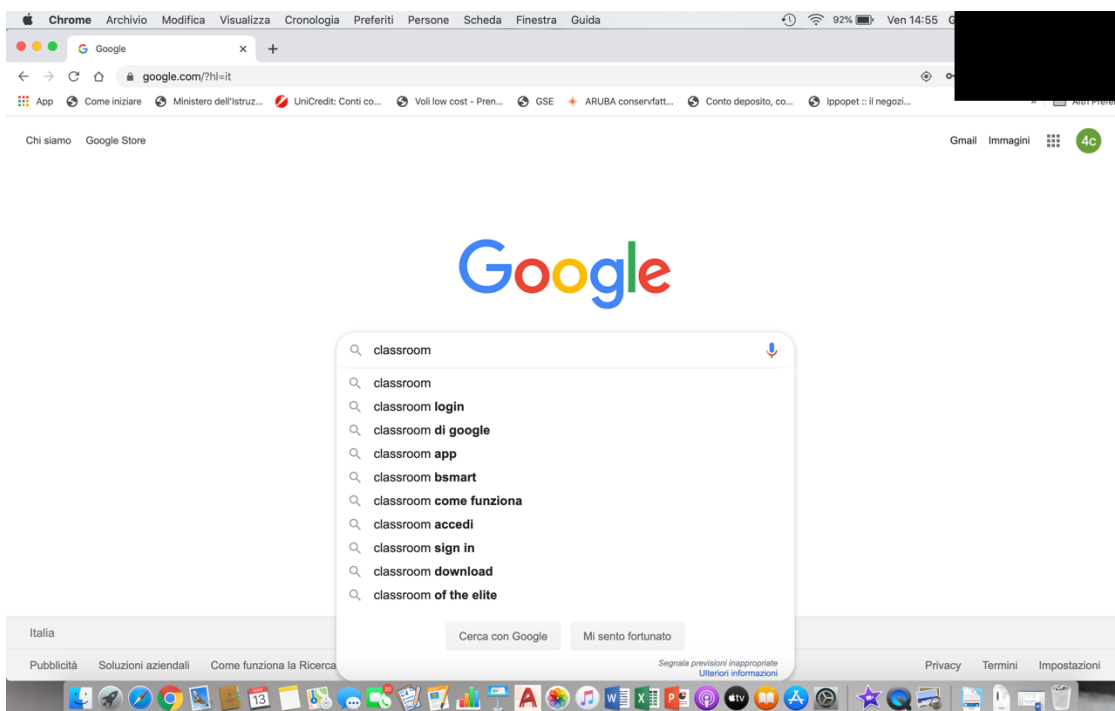 Chrome Archivio Modifica Visualizza Cronologia Preferiti Persone Scheda Finestra Guida 92% Ven 14:55
G Google × +
google.com/?hl=it
App Come iniziare Ministero dell'Istruz... UniCredit: Conti co... Voli low cost - Pren... GSE ARUBA conservfatt... Conto deposito, co... Ippopet :: il negozi... »
Chi siamo Google Store Gmail Immagini 4c
Google
classroom
classroom
classroom login
classroom di google
classroom app
classroom bsmart
classroom come funziona
classroom accedi
classroom sign in
classroom download
classroom of the elite
Cerca con Google Mi sento fortunato
Segnala previsioni inappropriate
Ulteriori informazioni
Italia
Pubblicità Soluzioni aziendali Come funziona la Ricerca Privacy Termini Impostazioni
13 20 tv